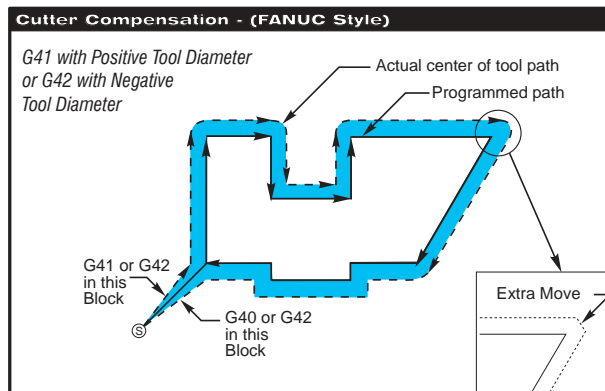 Cutter Compensation - (FANUC Style)
G41 with Positive Tool Diameter
or G42 with Negative
Tool Diameter
Actual center of tool path
Programmed path
G41 or G42
in this
Block
S
G40 or G42
in this
Block
Extra Move